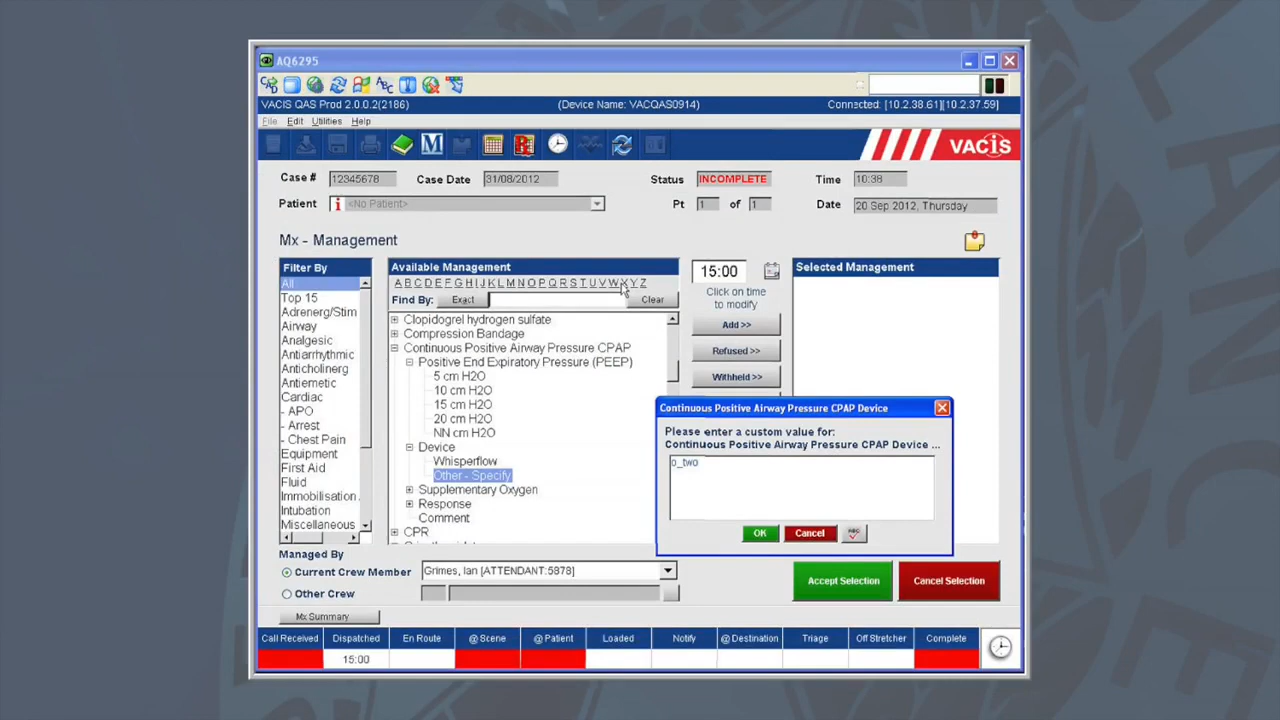 AQ6295
VACIS QAS Prod 2.0.0.2(2186) (Device Name: VACQAS0914) Connected: [10.2.38.61][10.2.37.59]
File Edit Utilities Help
VACIS
Case # 12345678 Case Date 31/08/2012 Status INCOMPLETE Time 10:38
Patient <No Patient> Pt 1 of 1 Date 20 Sep 2012, Thursday
Mx - Management
Filter By
All
Top 15
Adrenerg/Stim
Airway
Analgesic
Antiarrhythmic
Anticholinerg
Antiemetic
Cardiac
- APO
- Arrest
- Chest Pain
Equipment
First Aid
Fluid
Immobilisation
Intubation
Miscellaneous
Available Management
A B C D E F G H I J K L M N O P Q R S T U V W X Y Z
Find By: Exact Clear
Clopidogrel hydrogen sulfate
Compression Bandage
Continuous Positive Airway Pressure CPAP
Positive End Expiratory Pressure (PEEP)
5 cm H2O
10 cm H2O
15 cm H2O
20 cm H2O
NN cm H2O
Device
Whisperflow
Other - Specify
Supplementary Oxygen
Response
Comment
CPR
15:00
Click on time
to modify
Add >>
Refused >>
Withheld >>
Selected Management
Continuous Positive Airway Pressure CPAP Device
Please enter a custom value for:
Continuous Positive Airway Pressure CPAP Device ...
o_two
OK Cancel ABC
Managed By
Current Crew Member Grimes, Ian [ATTENDANT:5878]
Other Crew
Accept Selection Cancel Selection
Mx Summary
Call Received Dispatched En Route @ Scene @ Patient Loaded Notify @ Destination Triage Off Stretcher Complete
15:00